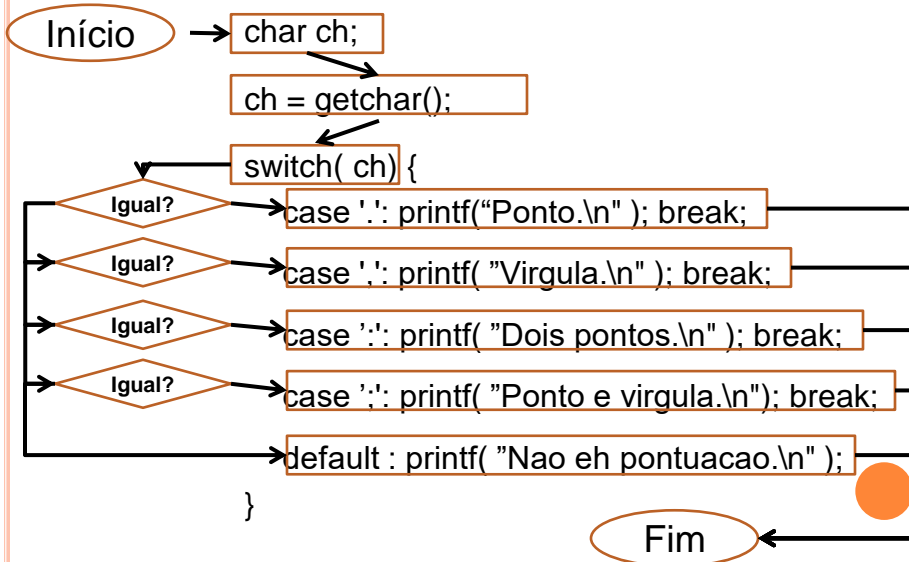 Início
char ch;
ch = getchar();
switch( ch) {
Igual?
case '.': printf(“Ponto.\n" ); break;
Igual?
case ',': printf( ”Virgula.\n" ); break;
Igual?
case ’:': printf( ”Dois pontos.\n" ); break;
Igual?
case ’;': printf( ”Ponto e virgula.\n"); break;
default : printf( ”Nao eh pontuacao.\n" );
}
Fim